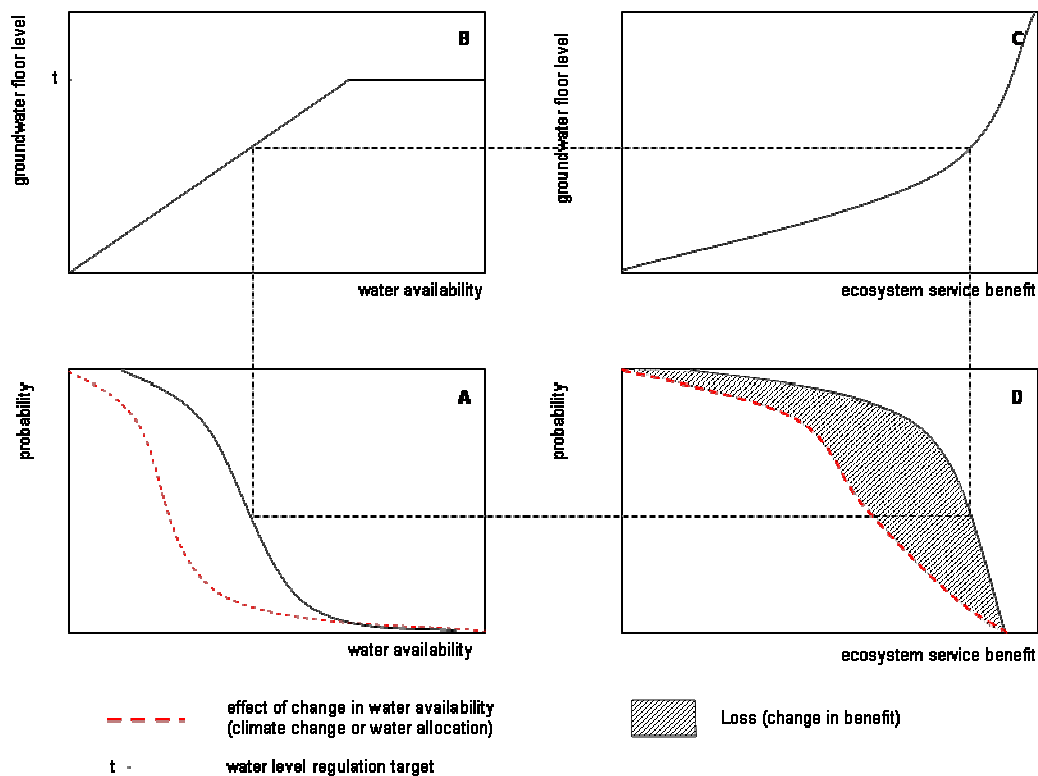 groundwater floor level
B
t
water availability
groundwater floor level
C
ecosystem service benefit
probability
A
water availability
probability
D
ecosystem service benefit
effect of change in water availability
(climate change or water allocation)
Loss (change in benefit)
t - water level regulation target